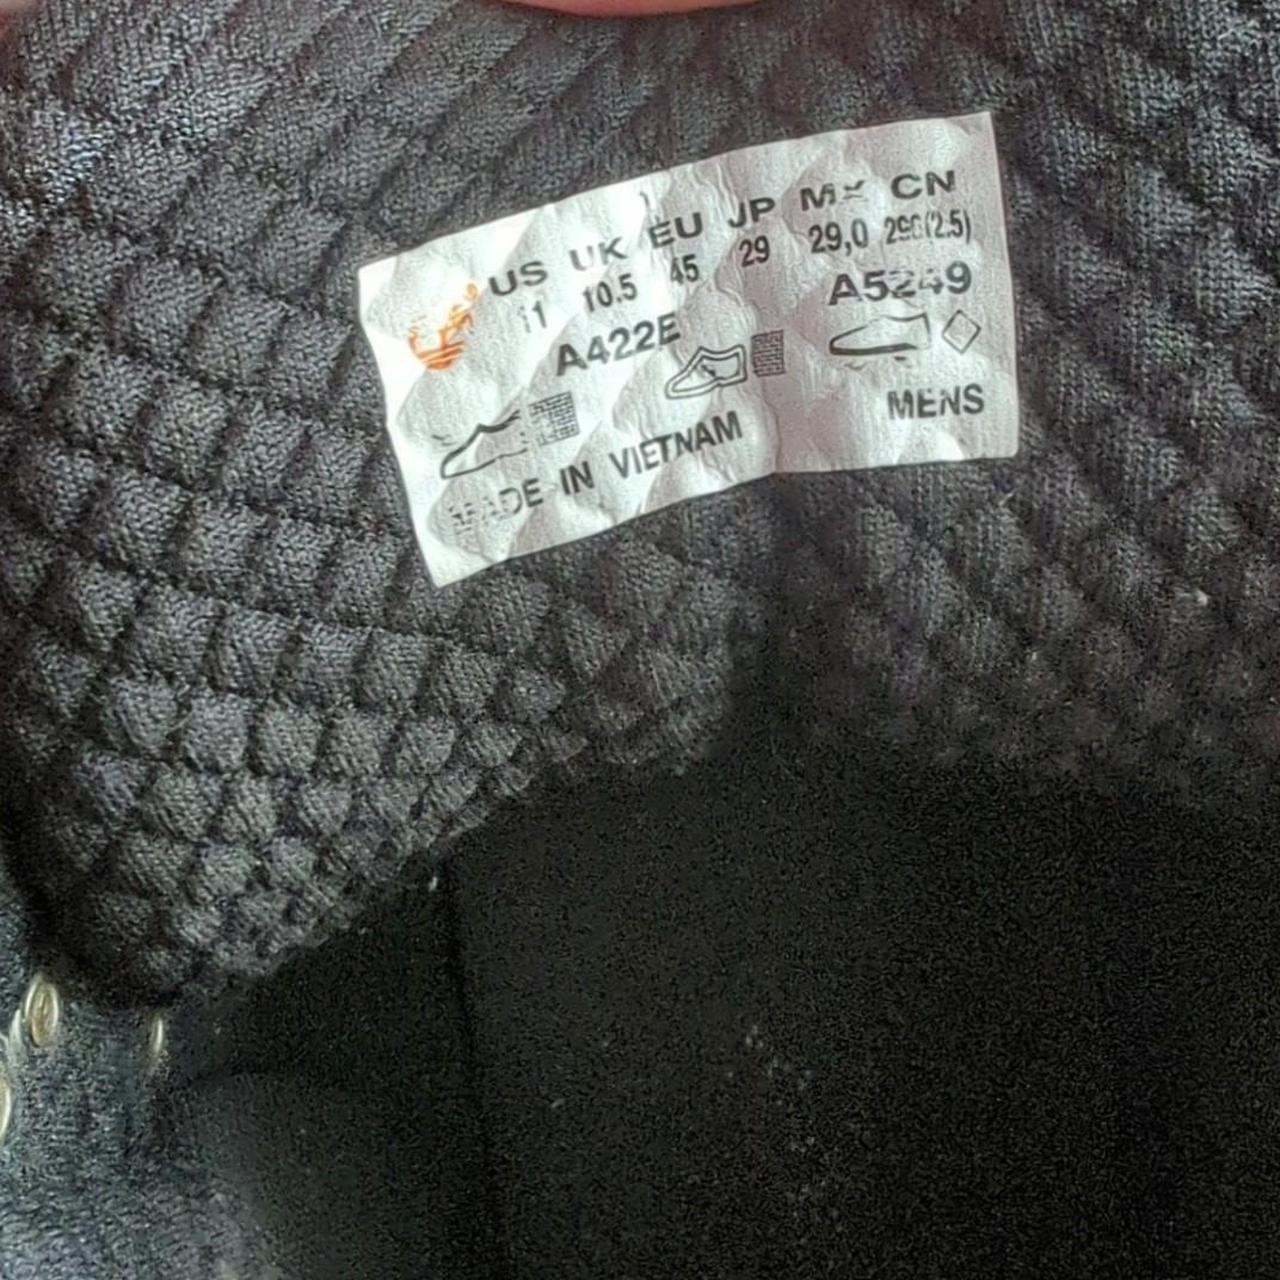 US UK EU JP MX CN
11 10.5 45 29 29,0 290(2.5)
A422E A5249
MENS
MADE IN VIETNAM